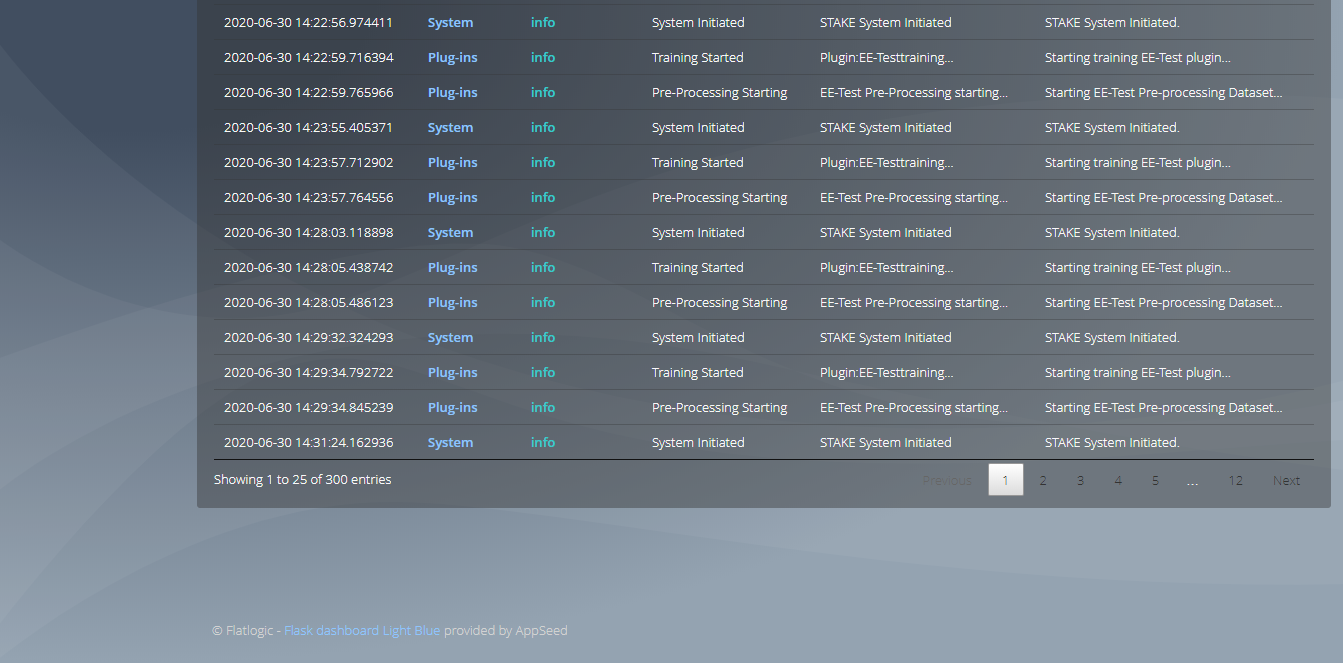 2020-06-30 14:22:56.974411 System info System Initiated STAKE System Initiated STAKE System Initiated.
2020-06-30 14:22:59.716394 Plug-ins info Training Started Plugin:EE-Testtraining... Starting training EE-Test plugin...
2020-06-30 14:22:59.765966 Plug-ins info Pre-Processing Starting EE-Test Pre-Processing starting... Starting EE-Test Pre-processing Dataset...
2020-06-30 14:23:55.405371 System info System Initiated STAKE System Initiated STAKE System Initiated.
2020-06-30 14:23:57.712902 Plug-ins info Training Started Plugin:EE-Testtraining... Starting training EE-Test plugin...
2020-06-30 14:23:57.764556 Plug-ins info Pre-Processing Starting EE-Test Pre-Processing starting... Starting EE-Test Pre-processing Dataset...
2020-06-30 14:28:03.118898 System info System Initiated STAKE System Initiated STAKE System Initiated.
2020-06-30 14:28:05.438742 Plug-ins info Training Started Plugin:EE-Testtraining... Starting training EE-Test plugin...
2020-06-30 14:28:05.486123 Plug-ins info Pre-Processing Starting EE-Test Pre-Processing starting... Starting EE-Test Pre-processing Dataset...
2020-06-30 14:29:32.324293 System info System Initiated STAKE System Initiated STAKE System Initiated.
2020-06-30 14:29:34.792722 Plug-ins info Training Started Plugin:EE-Testtraining... Starting training EE-Test plugin...
2020-06-30 14:29:34.845239 Plug-ins info Pre-Processing Starting EE-Test Pre-Processing starting... Starting EE-Test Pre-processing Dataset...
2020-06-30 14:31:24.162936 System info System Initiated STAKE System Initiated STAKE System Initiated.
Showing 1 to 25 of 300 entries Previous 1 2 3 4 5 ... 12 Next
© Flatlogic - Flask dashboard Light Blue provided by AppSeed